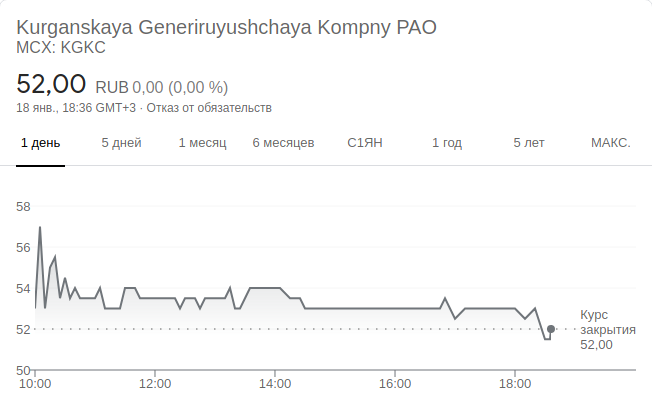 Kurganskaya Generiruyushchaya Kompny PAO
MCX: KGKC
52,00 RUB 0,00 (0,00 %)
18 янв., 18:36 GMT+3 · Отказ от обязательств
1 день 5 дней 1 месяц 6 месяцев С1ЯН 1 год 5 лет МАКС.
58
56
54
52
50
Курс
закрытия
52,00
10:00 12:00 14:00 16:00 18:00